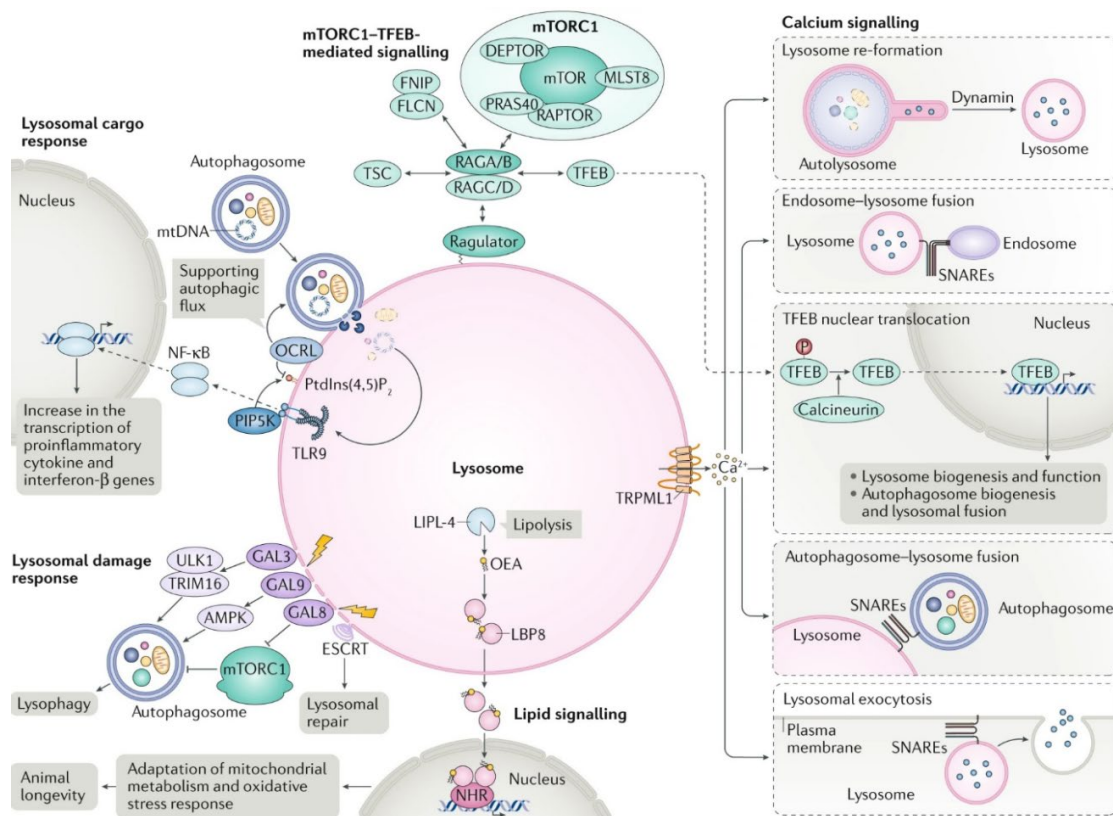 mTORC1–TFEB-
mediated signalling
mTORC1
DEPTOR
mTOR
MLST8
PRAS40
RAPTOR
FNIP
FLCN
TSC
RAGA/B
RAGC/D
TFEB
Ragulator
Lysosomal cargo
response
Nucleus
Autophagosome
mtDNA
Supporting
autophagic
flux
OCRL
NF-κB
PtdIns(4,5)P2
PIP5K
TLR9
Increase in the
transcription of
proinflammatory
cytokine and
interferon-β genes
Lysosome
TRPML1
Ca2+
LIPL-4
Lipolysis
OEA
LBP8
Lysosomal damage
response
ULK1
TRIM16
GAL3
GAL9
AMPK
GAL8
ESCRT
mTORC1
Lysophagy
Autophagosome
Lysosomal
repair
Lipid signalling
Nucleus
NHR
Adaptation of mitochondrial
metabolism and oxidative
stress response
Animal
longevity
Calcium signalling
Lysosome re-formation
Dynamin
Autolysosome
Lysosome
Endosome–lysosome fusion
Lysosome
Endosome
SNAREs
TFEB nuclear translocation
Nucleus
P
TFEB
TFEB
TFEB
Calcineurin
• Lysosome biogenesis and function
• Autophagosome biogenesis
and lysosomal fusion
Autophagosome–lysosome fusion
SNAREs
Autophagosome
Lysosome
Lysosomal exocytosis
Plasma
membrane
SNAREs
Lysosome